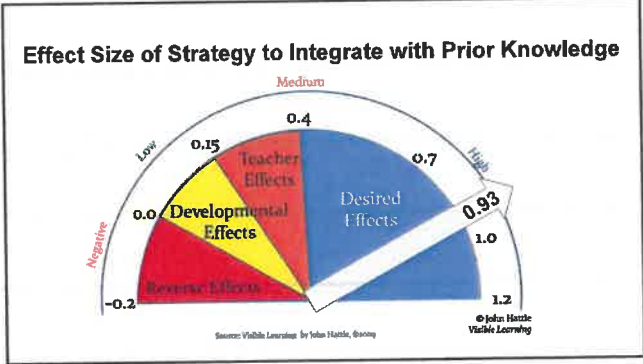 Effect Size of Strategy to Integrate with Prior Knowledge
Medium
Low
High
Negative
-0.2
0.0
0.15
0.4
0.7
0.93
1.0
1.2
Reverse Effects
Developmental
Effects
Teacher
Effects
Desired
Effects
© John Hattie
Visible Learning
Source: Visible Learning by John Hattie, ©2009